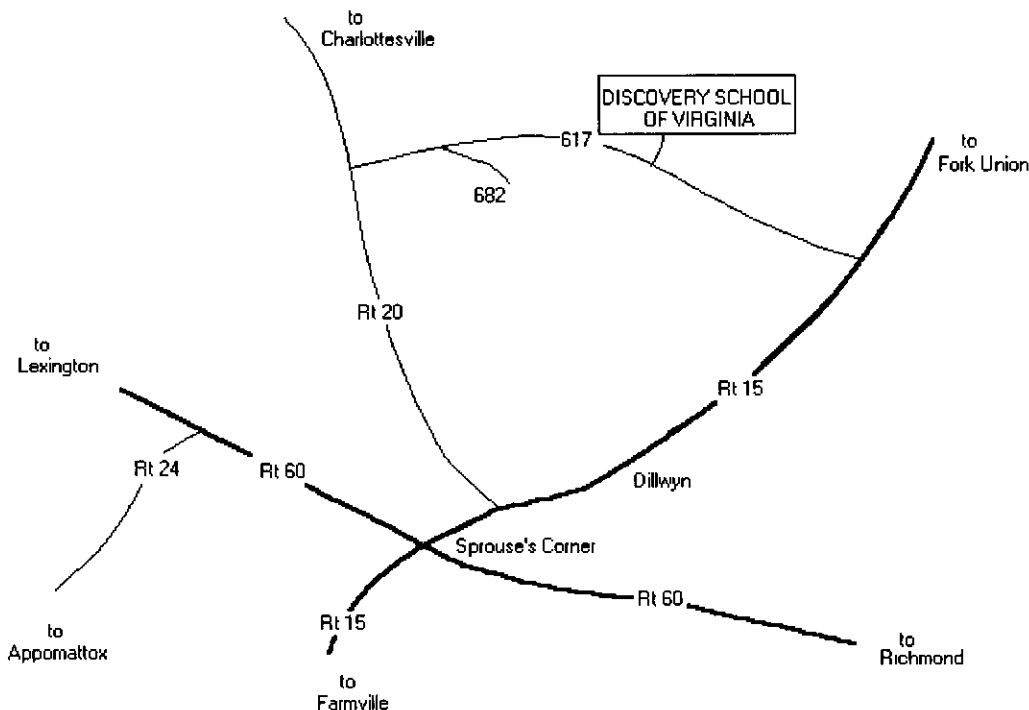 to
Charlottesville
DISCOVERY SCHOOL
OF VIRGINIA
617
to
Fork Union
682
Rt 20
to
Lexington
Rt 15
Rt 24
Rt 60
Dillwyn
Sprouse's Corner
Rt 60
Rt 15
to
Appomattox
to
Richmond
to
Farmville